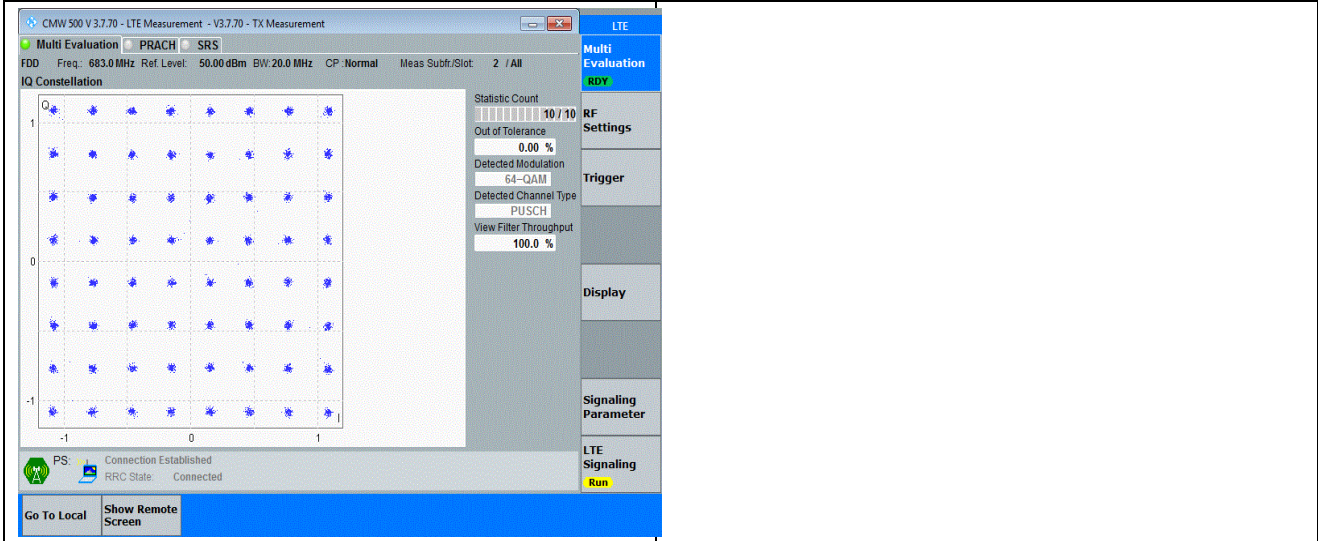 CMW 500 V 3.7.70 - LTE Measurement - V3.7.70 - TX Measurement
LTE
Multi Evaluation PRACH SRS
FDD Freq.: 683.0 MHz Ref. Level: 50.00 dBm BW: 20.0 MHz CP : Normal Meas Subfr./Slot: 2 / All
IQ Constellation
Multi
Evaluation
RDY
Statistic Count
10 / 10
Out of Tolerance
0.00 %
Detected Modulation
64-QAM
Detected Channel Type
PUSCH
View Filter Throughput
100.0 %
RF
Settings
Trigger
Display
Signaling
Parameter
LTE
Signaling
Run
Q
1
0
-1
I
-1 0 1
PS: Connection Established
RRC State: Connected
Go To Local
Show Remote
Screen